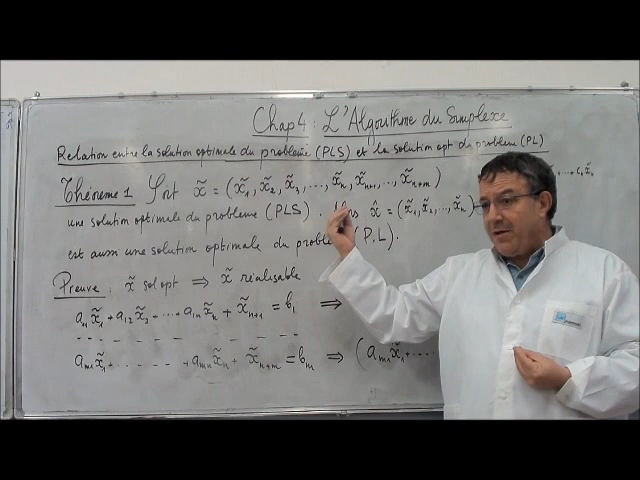 Chap 4 : L'Algorithme du Simplexe
Relation entre la solution optimale du problème (PLS) et la solution opt du problème (PL)
Théorème 1 Soit x̃ = (x̃₁, x̃₂, x̃₃, ..., x̃ₙ, x̃ₙ₊₁, ..., x̃ₙ₊ₘ)
une solution optimale du problème (PLS). Alors x̂ = (x̃₁, x̃₂, ..., x̃ₙ)
est aussi une solution optimale du problème (P.L).
Preuve : x̃ sol opt ⇒ x̃ réalisable
a₁₁x̃₁ + a₁₂x̃₂ + ... + a₁ₙx̃ₙ + x̃ₙ₊₁ = b₁ ⇒
aₘ₁x̃₁ + ... + aₘₙx̃ₙ + x̃ₙ₊ₘ = bₘ ⇒ (aₘ₁x̃₁ + ...